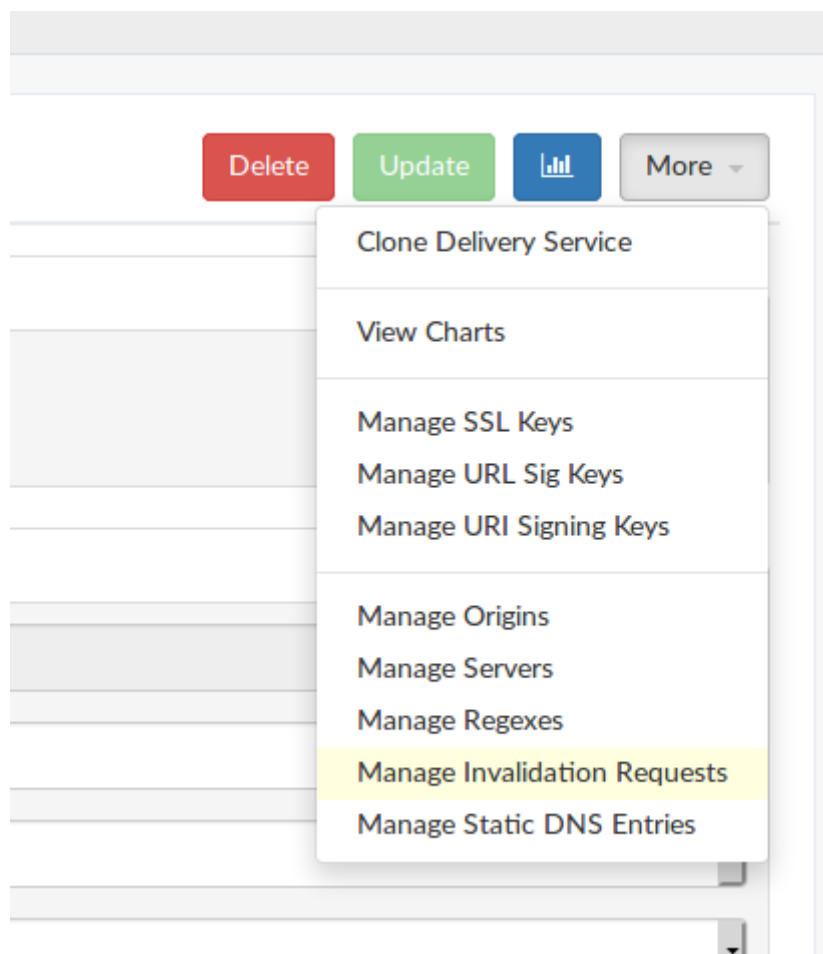 Delete Update More
Clone Delivery Service
View Charts
Manage SSL Keys
Manage URL Sig Keys
Manage URI Signing Keys
Manage Origins
Manage Servers
Manage Regexes
Manage Invalidation Requests
Manage Static DNS Entries